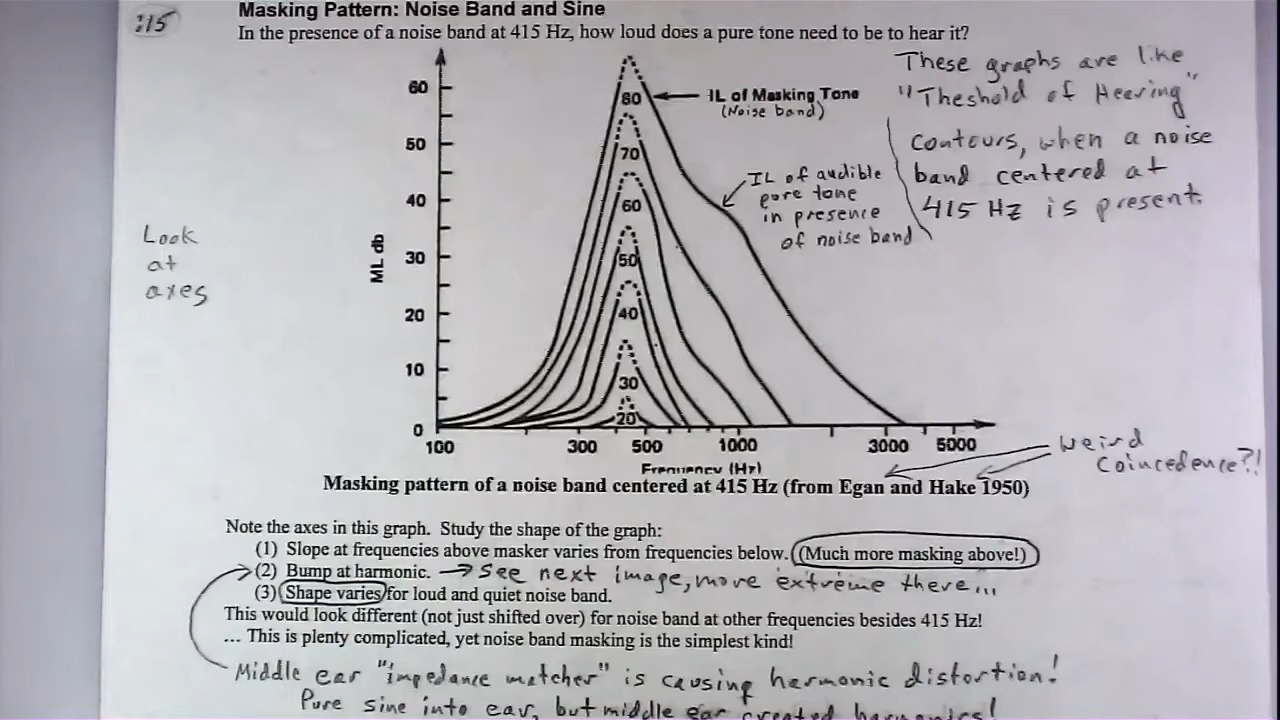 :15
Masking Pattern: Noise Band and Sine
In the presence of a noise band at 415 Hz, how loud does a pure tone need to be to hear it?
These graphs are like
"Theshold of Hearing"
contours, when a noise
band centered at
415 Hz is present.
60
50
40
30
20
10
0
ML db
80
70
60
50
40
30
20
IL of Masking Tone
(Noise band)
IL of audible
pure tone
in presence
of noise band
Look
at
axes
100 300 500 1000 3000 5000
Frequency (Hz)
Weird
Coincedence?!
Masking pattern of a noise band centered at 415 Hz (from Egan and Hake 1950)
Note the axes in this graph. Study the shape of the graph:
(1) Slope at frequencies above masker varies from frequencies below. (Much more masking above!)
(2) Bump at harmonic. → See next image, more extreme there...
(3) Shape varies for loud and quiet noise band.
This would look different (not just shifted over) for noise band at other frequencies besides 415 Hz!
... This is plenty complicated, yet noise band masking is the simplest kind!
Middle ear "impedance matcher" is causing harmonic distortion!
Pure sine into ear, but middle ear created harmonics!